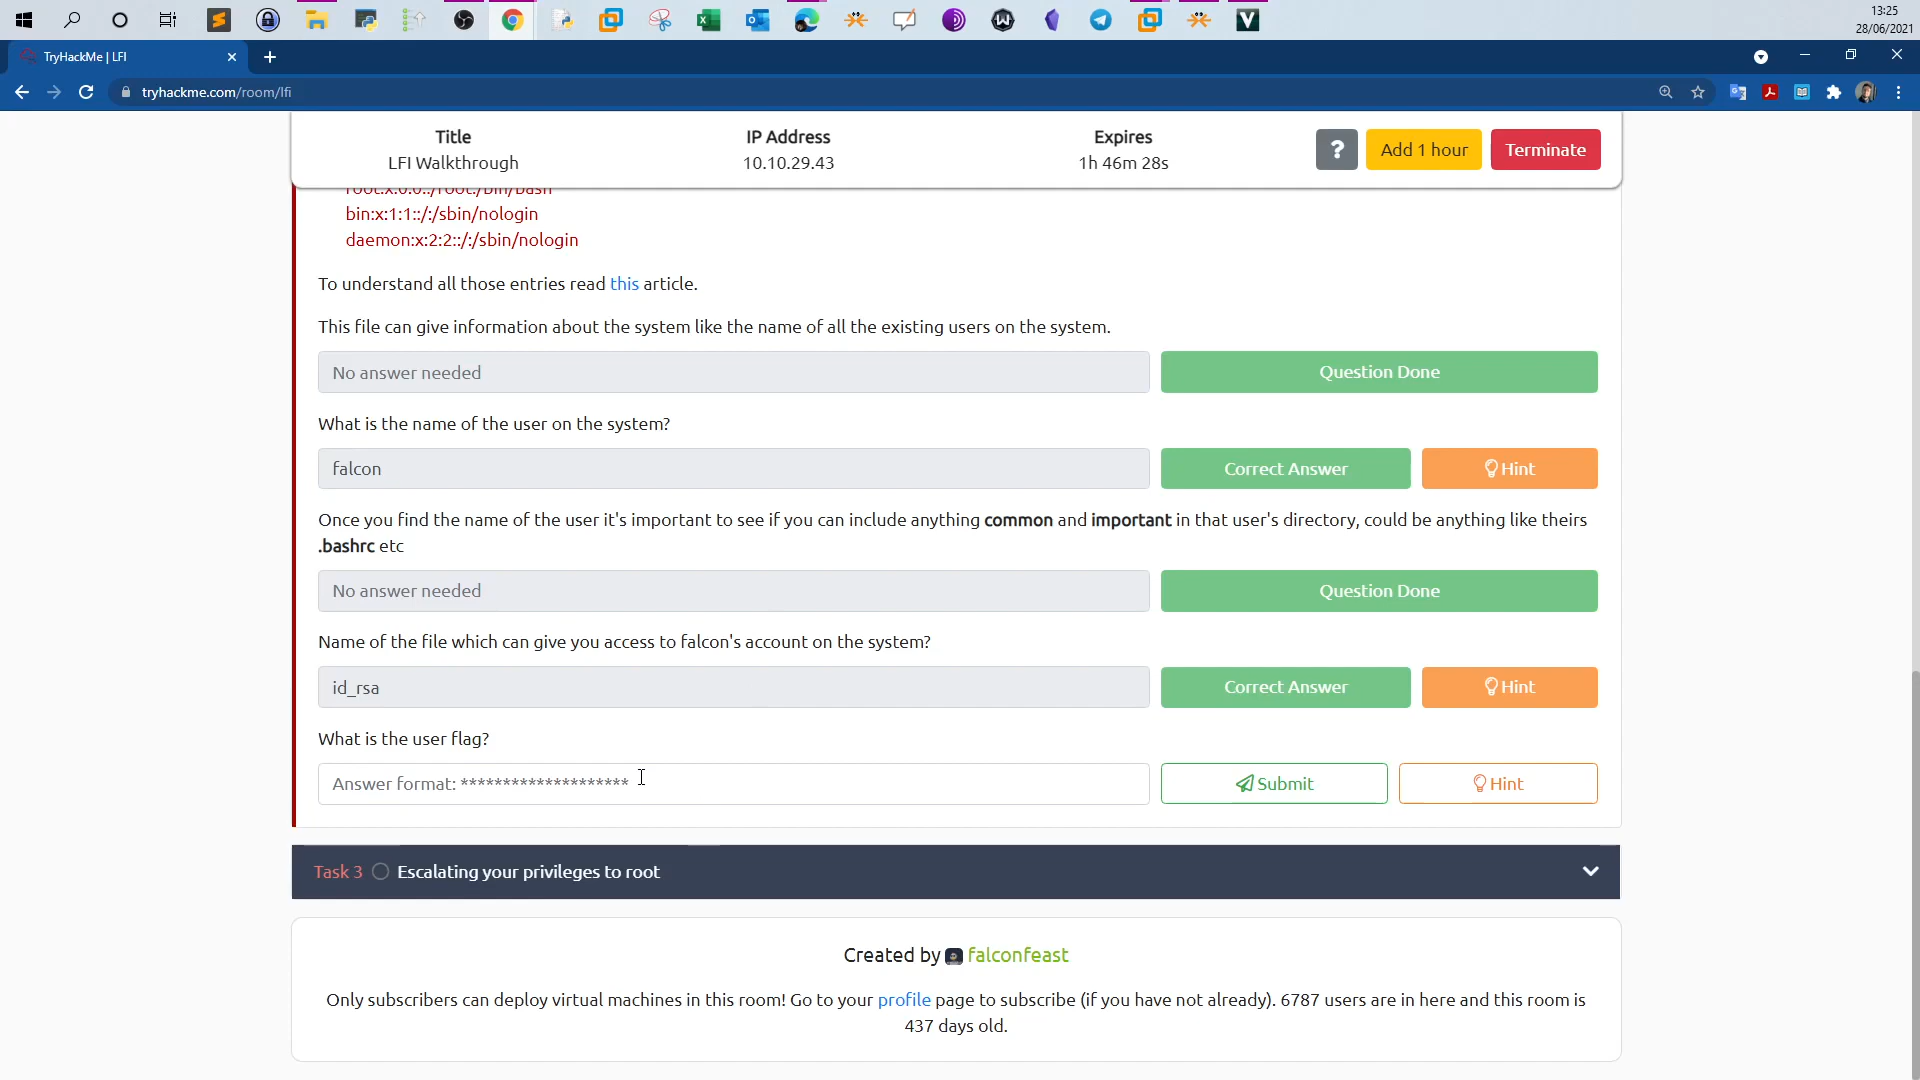 13:25
28/06/2021
TryHackMe | LFI
tryhackme.com/room/lfi
Title
IP Address
Expires
LFI Walkthrough
10.10.29.43
1h 46m 28s
?
Add 1 hour
Terminate
root:x:0:0::/root:/bin/bash
bin:x:1:1::/:/sbin/nologin
daemon:x:2:2::/:/sbin/nologin
To understand all those entries read this article.
This file can give information about the system like the name of all the existing users on the system.
No answer needed
Question Done
What is the name of the user on the system?
falcon
Correct Answer
Hint
Once you find the name of the user it's important to see if you can include anything common and important in that user's directory, could be anything like theirs
.bashrc etc
No answer needed
Question Done
Name of the file which can give you access to falcon's account on the system?
id_rsa
Correct Answer
Hint
What is the user flag?
Answer format: ********************
Submit
Hint
Task 3
Escalating your privileges to root
Created by falconfeast
Only subscribers can deploy virtual machines in this room! Go to your profile page to subscribe (if you have not already). 6787 users are in here and this room is
437 days old.